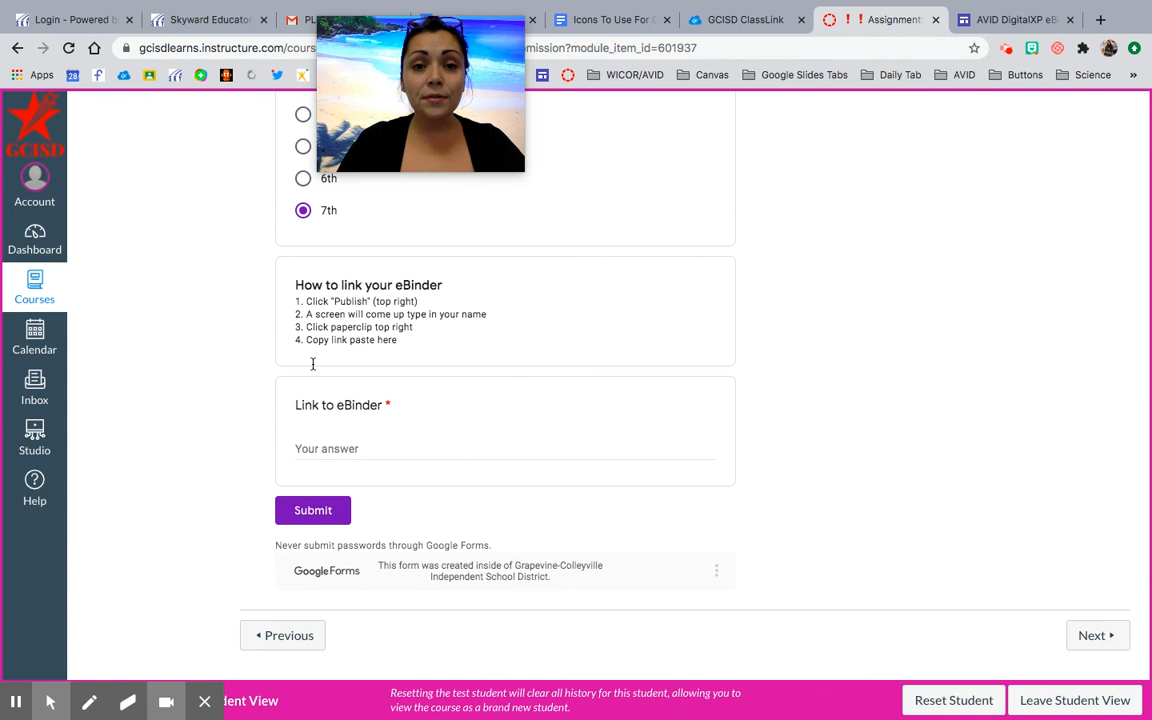 Login - Powered b
Skyward Educator
PL
Icons To Use For
GCISD ClassLink
! ! Assignment
AVID DigitalXP eB
gcisdlearns.instructure.com/cours
mission?module_item_id=601937
Apps
28
WICOR/AVID
Canvas
Google Slides Tabs
Daily Tab
AVID
Buttons
Science
»
GCISD
Account
Dashboard
Courses
Calendar
Inbox
Studio
Help
6th
7th
How to link your eBinder
1. Click "Publish" (top right)
2. A screen will come up type in your name
3. Click paperclip top right
4. Copy link paste here
Link to eBinder *
Your answer
Submit
Never submit passwords through Google Forms.
Google Forms
This form was created inside of Grapevine-Colleyville
Independent School District.
Previous
Next
dent View
Resetting the test student will clear all history for this student, allowing you to
view the course as a brand new student.
Reset Student
Leave Student View